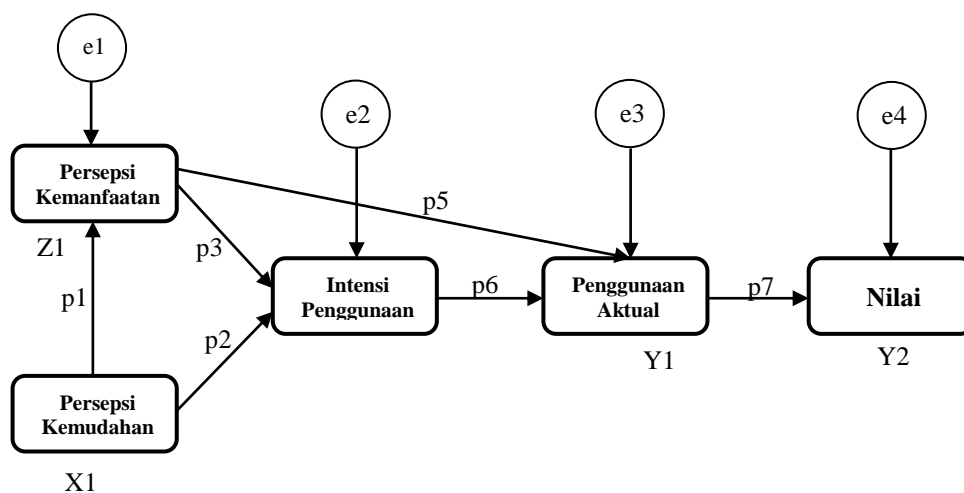 e1
e2
e3
e4
Persepsi
Kemanfaatan
Z1
p5
p3
p1
Intensi
Penggunaan
p6
Penggunaan
Aktual
p7
Nilai
p2
Y1
Y2
Persepsi
Kemudahan
X1